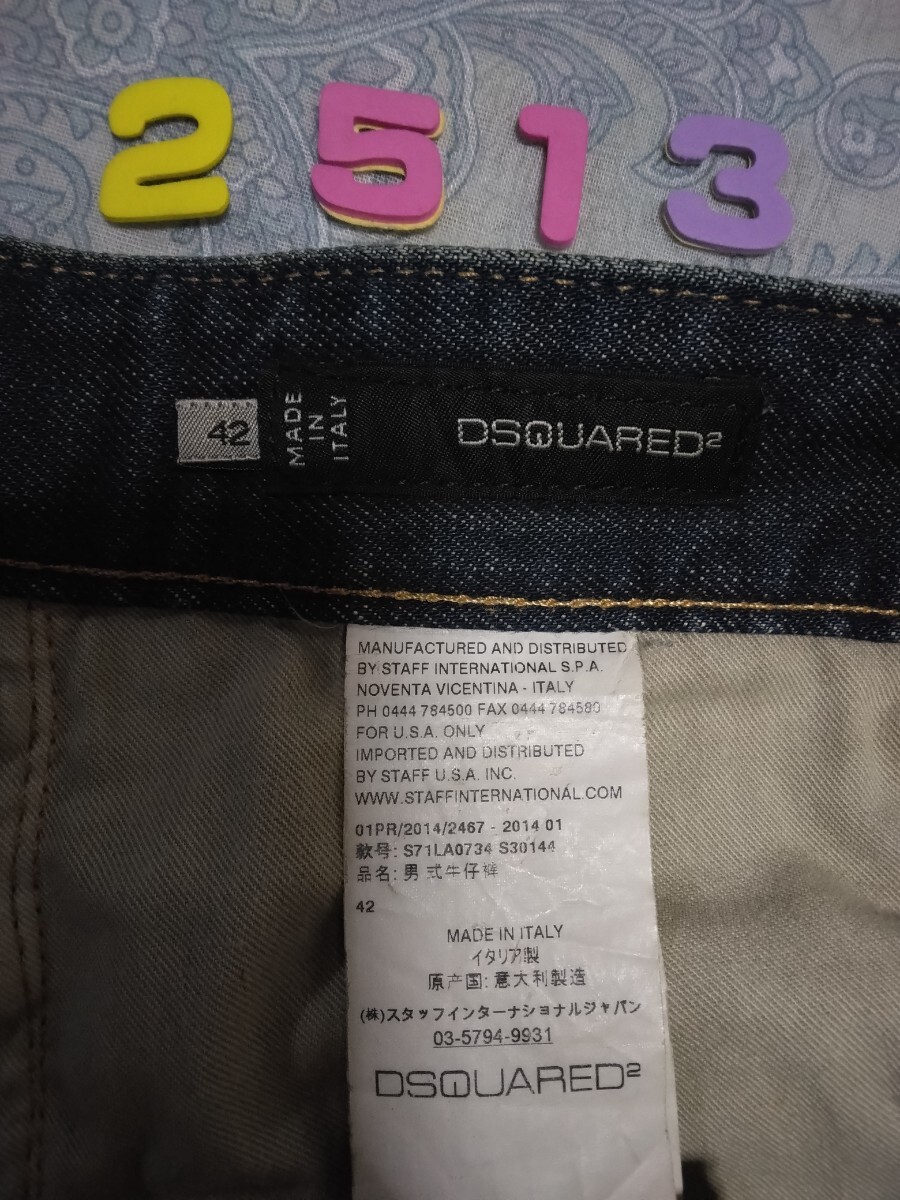 2513
42
MADE
IN
ITALY
DSQUARED2
MANUFACTURED AND DISTRIBUTED
BY STAFF INTERNATIONAL S.P.A.
NOVENTA VICENTINA - ITALY
PH 0444 784500 FAX 0444 784580
FOR U.S.A. ONLY
IMPORTED AND DISTRIBUTED
BY STAFF U.S.A. INC.
WWW.STAFFINTERNATIONAL.COM
01PR/2014/2467 - 2014 01
款号: S71LA0734 S30144
品名: 男式牛仔裤
42
MADE IN ITALY
イタリア製
原产国: 意大利製造
(株)スタッフインターナショナルジャパン
03-5794-9931
DSQUARED2